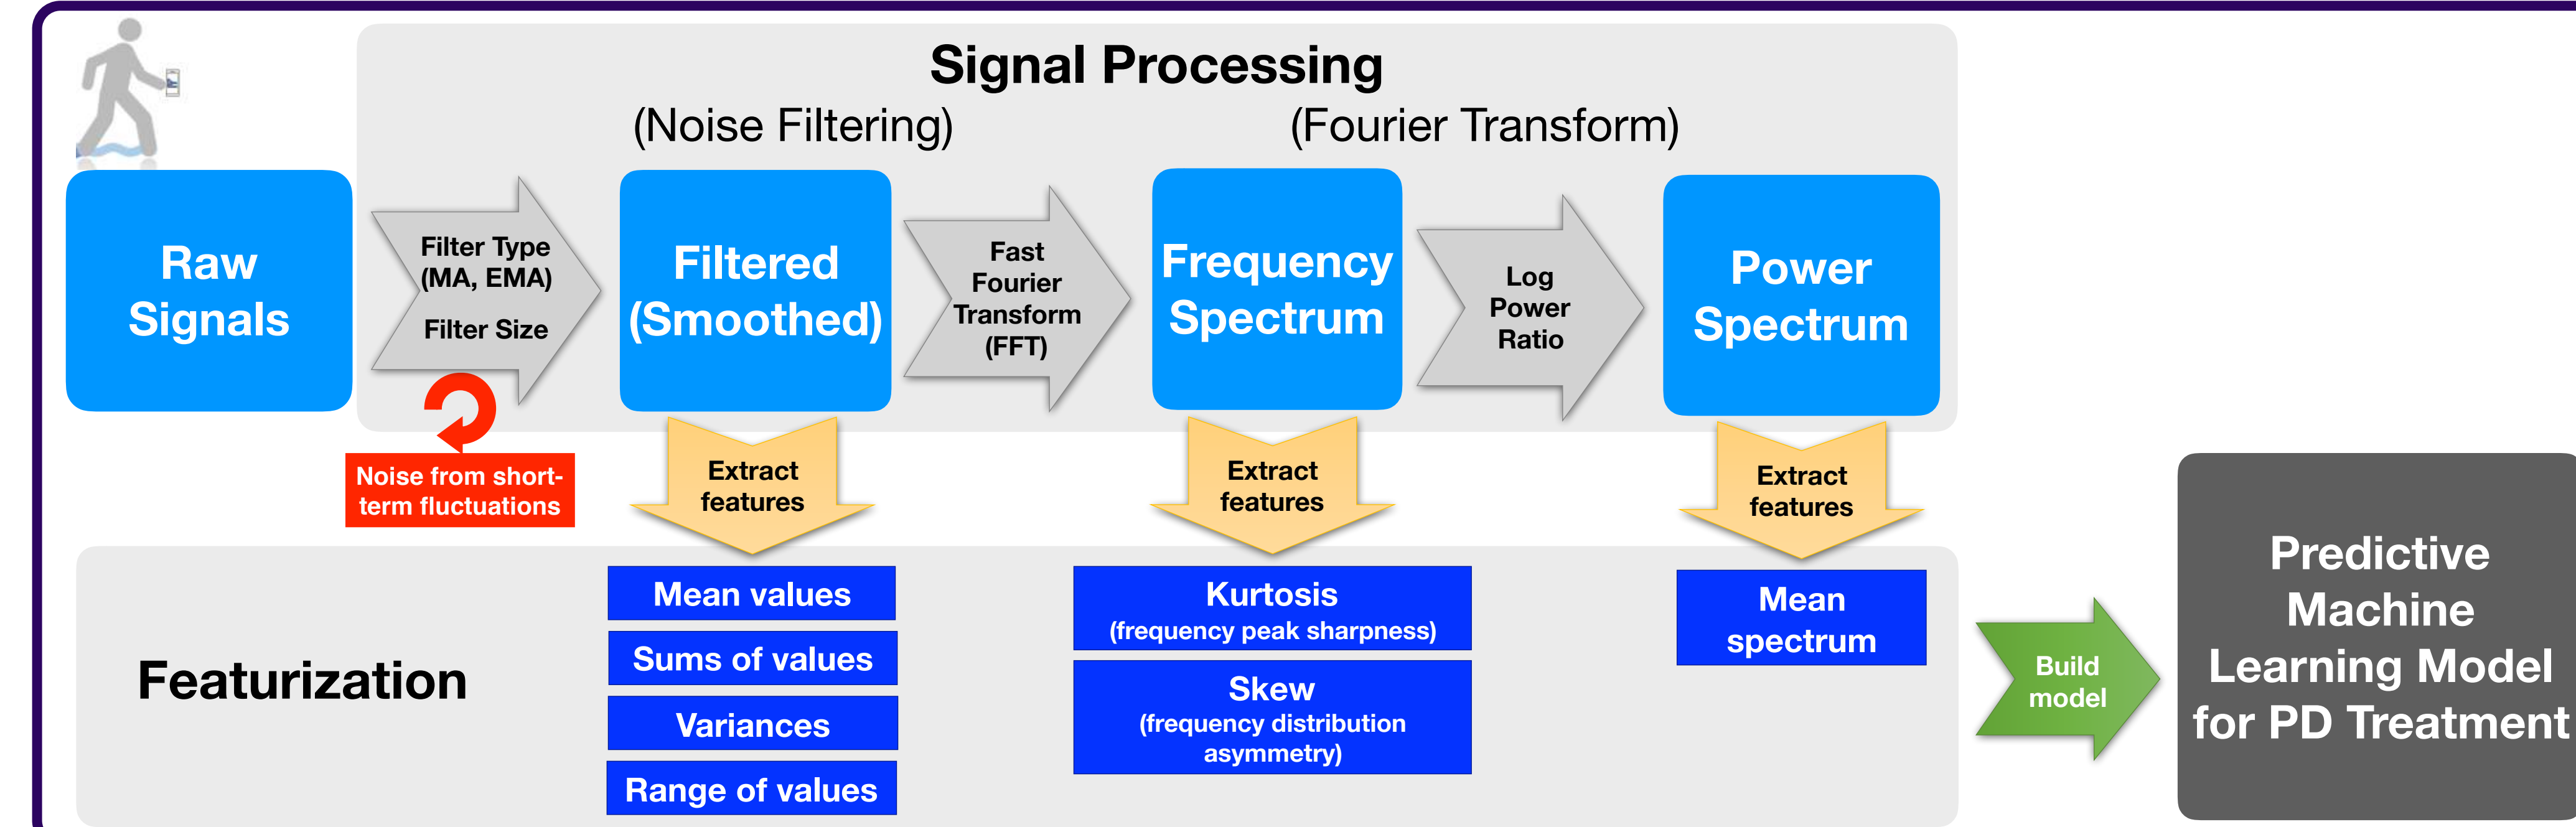 Signal Processing
(Noise Filtering)
(Fourier Transform)
Raw
Signals
Filter Type
(MA, EMA)
Filter Size
Filtered
(Smoothed)
Fast
Fourier
Transform
(FFT)
Frequency
Spectrum
Log
Power
Ratio
Power
Spectrum
Noise from short-
term fluctuations
Extract
features
Extract
features
Extract
features
Featurization
Mean values
Sums of values
Variances
Range of values
Kurtosis
(frequency peak sharpness)
Skew
(frequency distribution
asymmetry)
Mean
spectrum
Build
model
Predictive
Machine
Learning Model
for PD Treatment